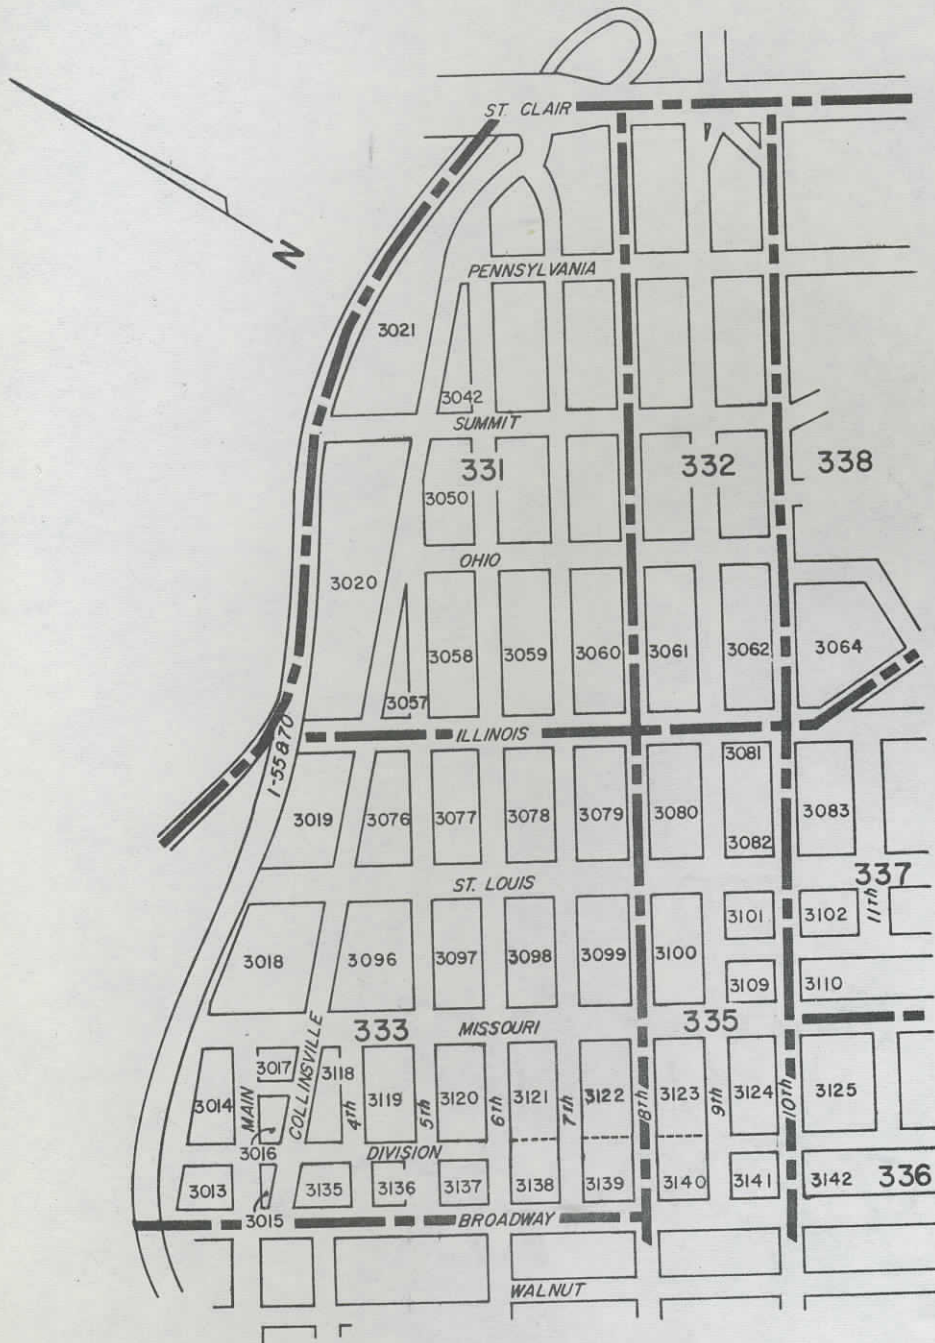 ST. CLAIR
N
PENNSYLVANIA
3021
3042
SUMMIT
331 332 338
3050
OHIO
3020
3058 3059 3060 3061 3062 3064
3057
ILLINOIS
I-55 & 70
3081
3019 3076 3077 3078 3079 3080 3083
3082
337
ST. LOUIS
3101 3102 11th
3018 3096 3097 3098 3099 3100
3109 3110
333 MISSOURI 335
3017
3118
3014 MAIN COLLINSVILLE 4th 3119 5th 3120 6th 3121 7th 3122 8th 3123 9th 3124 10th 3125
3016 DIVISION
3013 3135 3136 3137 3138 3139 3140 3141 3142 336
3015 BROADWAY
WALNUT